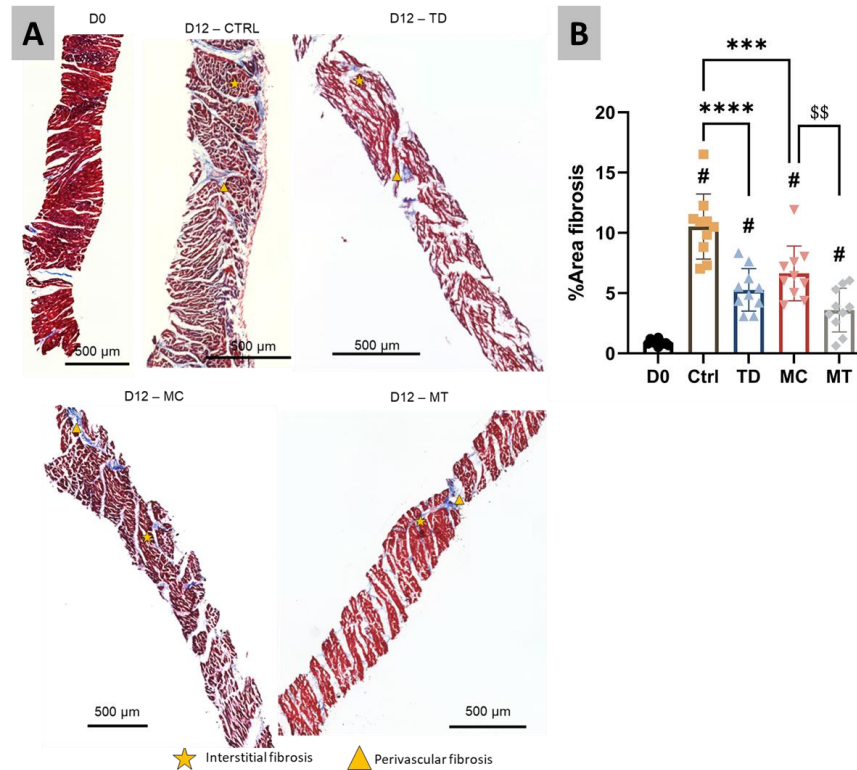 A
D0
D12 – CTRL
D12 – TD
500 µm
500 µm
500 µm
D12 – MC
D12 – MT
500 µm
500 µm
Interstitial fibrosis
Perivascular fibrosis
B
***
****
$$
#
#
#
#
%Area fibrosis
20
15
10
5
0
D0 Ctrl TD MC MT